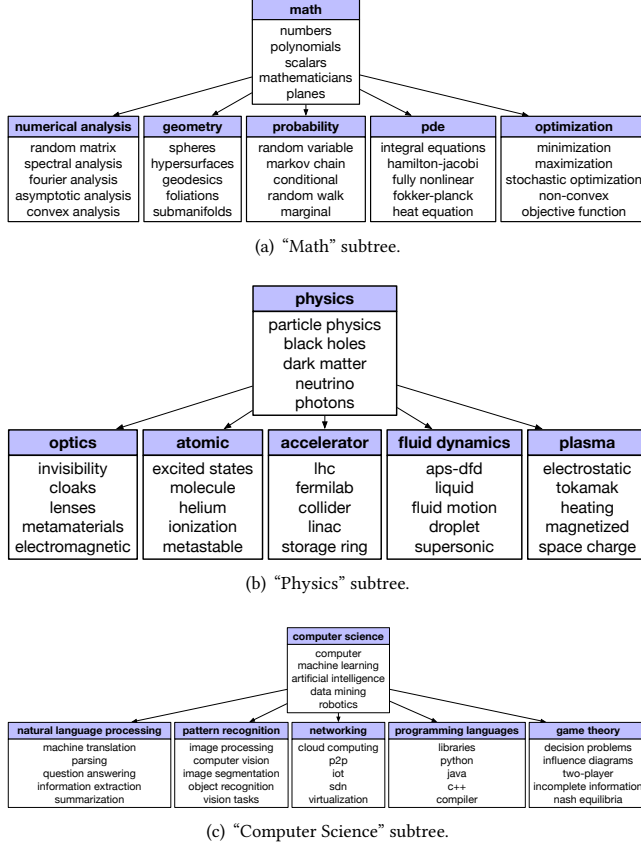 math
numbers
polynomials
scalars
mathematicians
planes
numerical analysis
random matrix
spectral analysis
fourier analysis
asymptotic analysis
convex analysis
geometry
spheres
hypersurfaces
geodesics
foliations
submanifolds
probability
random variable
markov chain
conditional
random walk
marginal
pde
integral equations
hamilton-jacobi
fully nonlinear
fokker-planck
heat equation
optimization
minimization
maximization
stochastic optimization
non-convex
objective function
(a) “Math” subtree.
physics
particle physics
black holes
dark matter
neutrino
photons
optics
invisibility
cloaks
lenses
metamaterials
electromagnetic
atomic
excited states
molecule
helium
ionization
metastable
accelerator
lhc
fermilab
collider
linac
storage ring
fluid dynamics
aps-dfd
liquid
fluid motion
droplet
supersonic
plasma
electrostatic
tokamak
heating
magnetized
space charge
(b) “Physics” subtree.
computer science
computer
machine learning
artificial intelligence
data mining
robotics
natural language processing
machine translation
parsing
question answering
information extraction
summarization
pattern recognition
image processing
computer vision
image segmentation
object recognition
vision tasks
networking
cloud computing
p2p
iot
sdn
virtualization
programming languages
libraries
python
java
c++
compiler
game theory
decision problems
influence diagrams
two-player
incomplete information
nash equilibria
(c) “Computer Science” subtree.